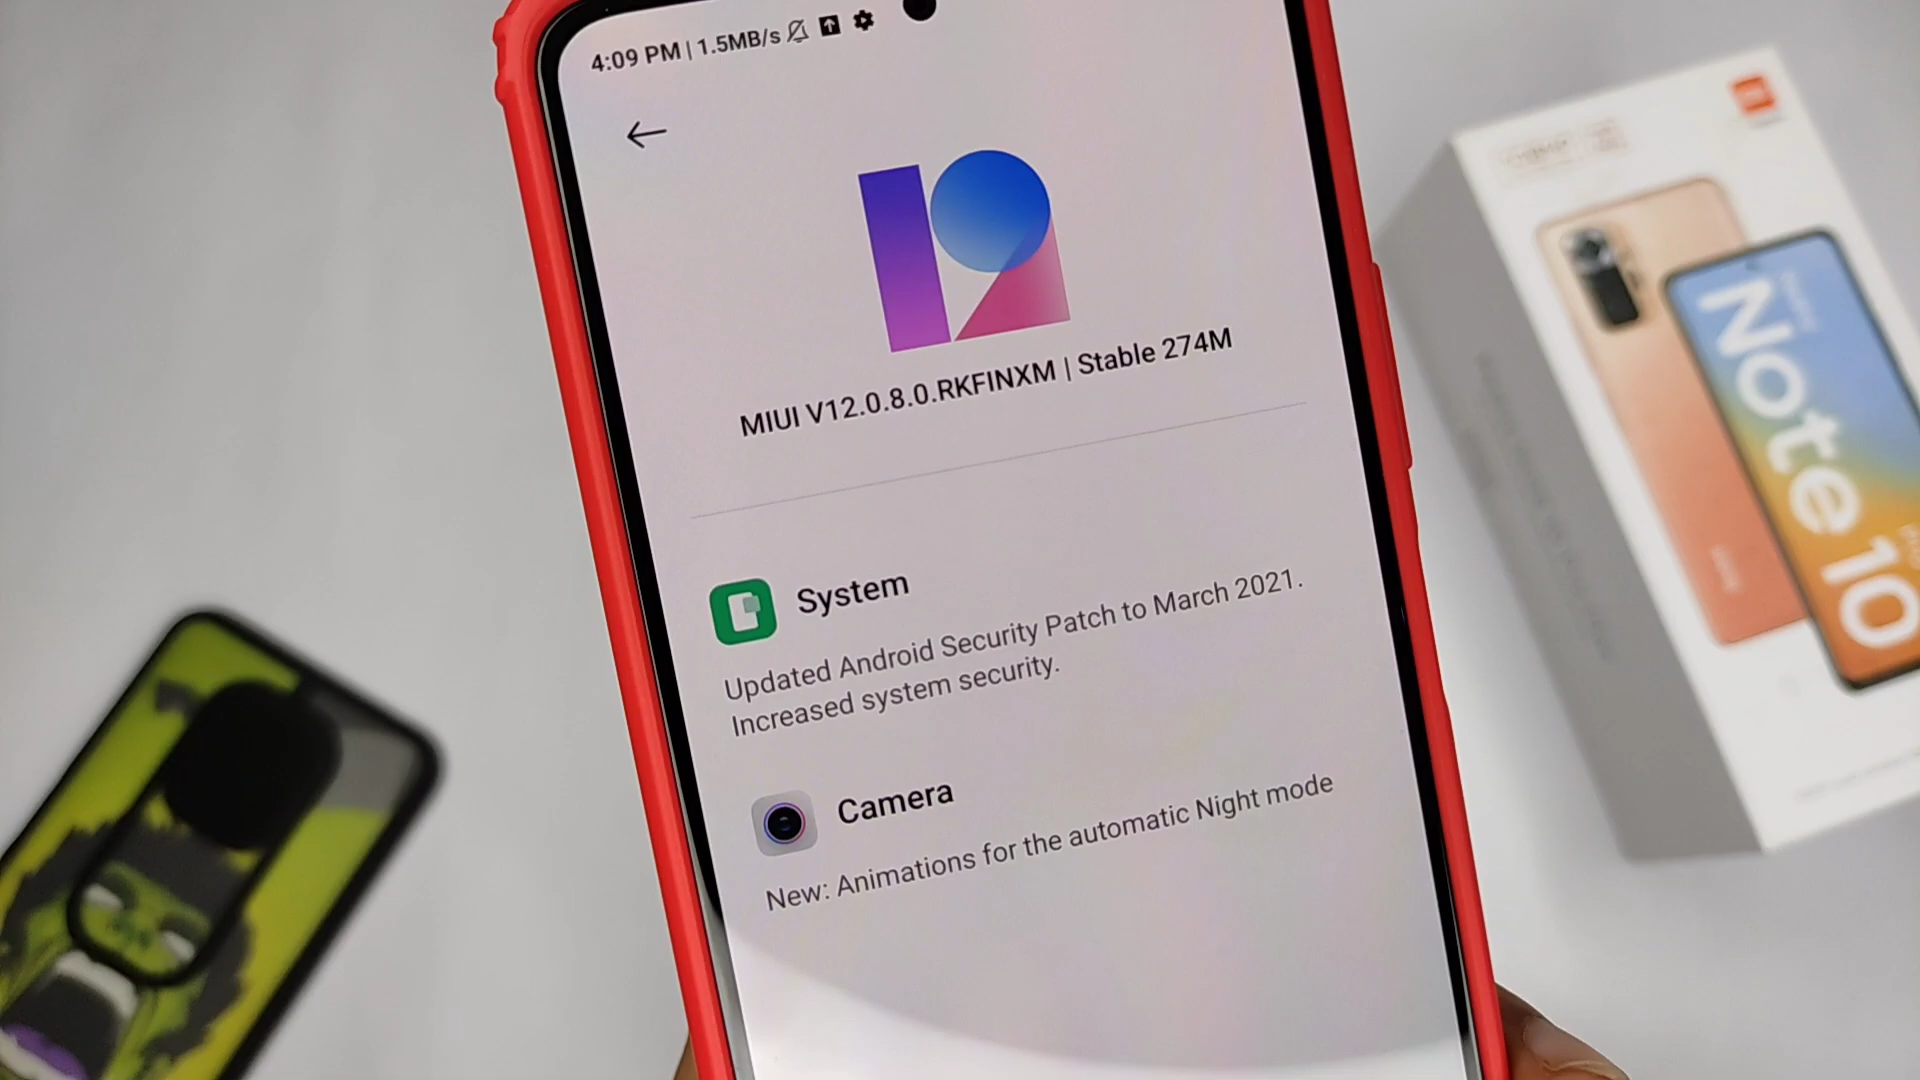 4:09 PM | 1.5MB/s
MIUI V12.0.8.0.RKFINXM | Stable 274M
System
Updated Android Security Patch to March 2021.
Increased system security.
Camera
New: Animations for the automatic Night mode
Note 10